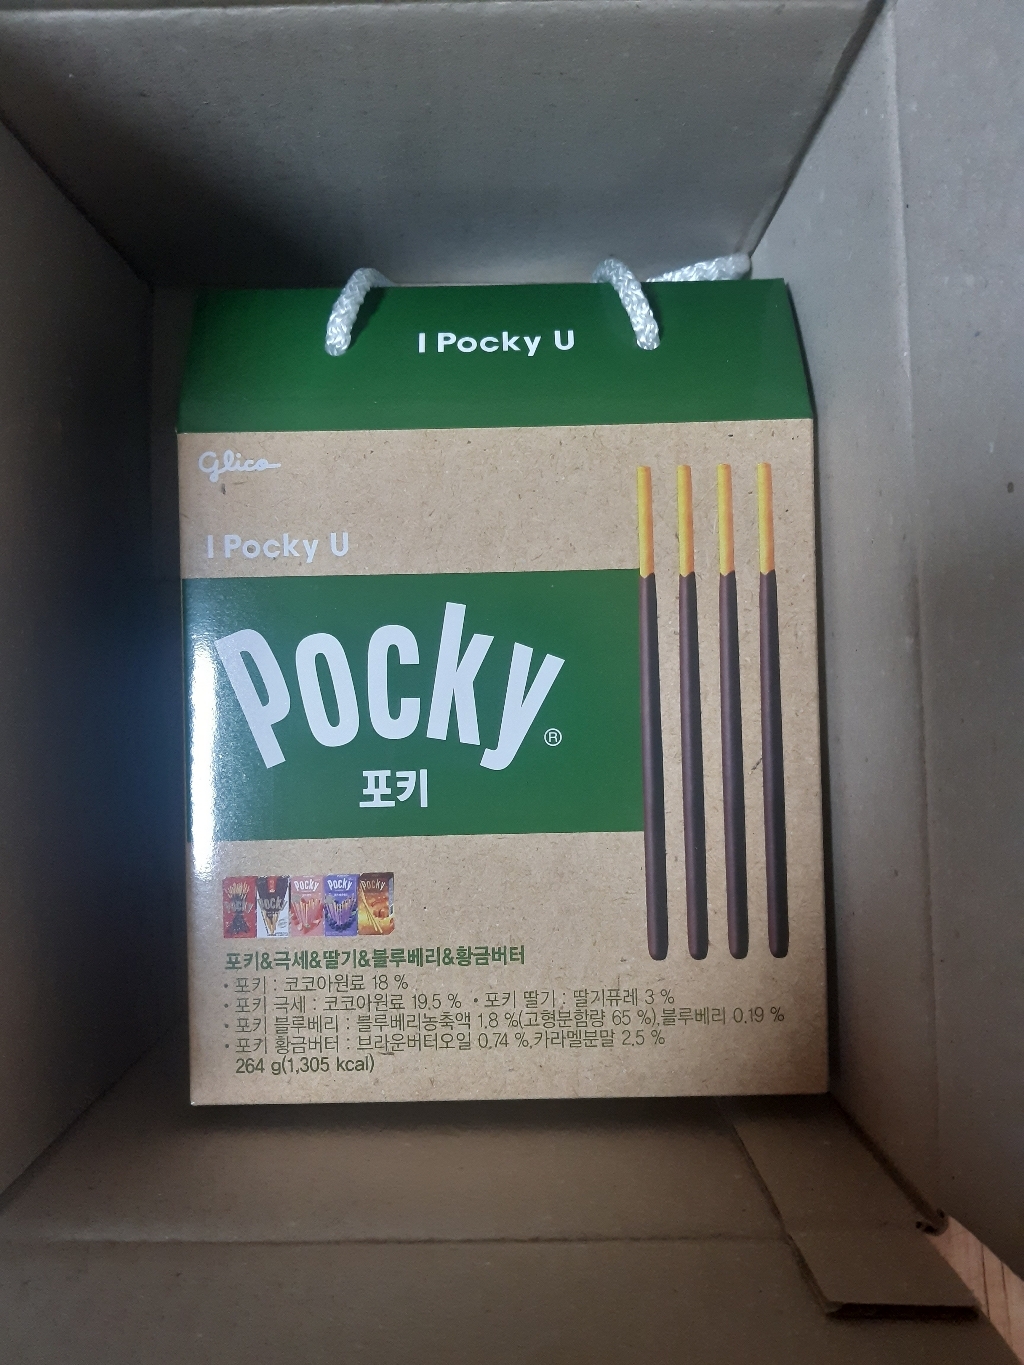 I Pocky U
Glico
I Pocky U
Pocky®
포키
POCKY
POCKY
POCKY
POCKY
포키&극세&딸기&블루베리&황금버터
• 포키 : 코코아원료 18 %
• 포키 극세 : 코코아원료 19.5 % • 포키 딸기 : 딸기퓨레 3 %
• 포키 블루베리 : 블루베리농축액 1.8 %(고형분함량 65 %),블루베리 0.19 %
• 포키 황금버터 : 브라운버터오일 0.74 %,카라멜분말 2.5 %
264 g(1,305 kcal)